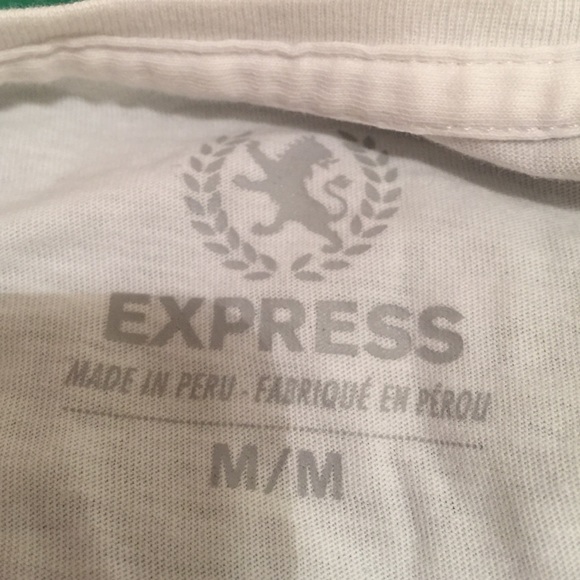 EXPRESS
MADE IN PERU - FABRIQUÉ EN PÉROU
M/M